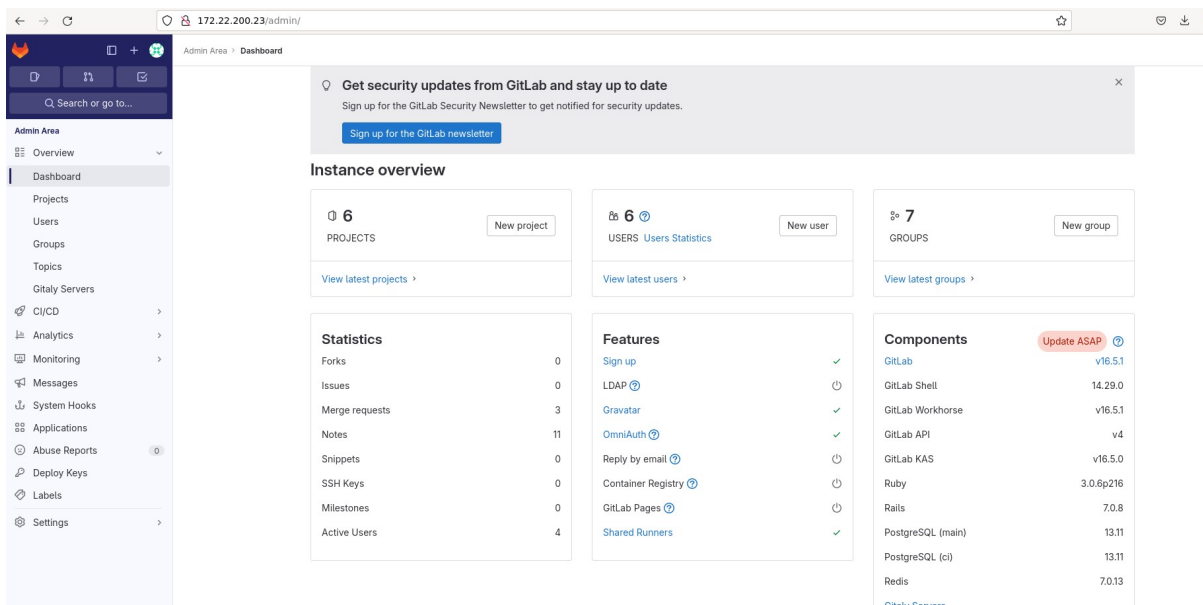 172.22.200.23/admin/
Admin Area > Dashboard
Search or go to...
Admin Area
Overview
Dashboard
Projects
Users
Groups
Topics
Gitaly Servers
CI/CD
Analytics
Monitoring
Messages
System Hooks
Applications
Abuse Reports 0
Deploy Keys
Labels
Settings
Get security updates from GitLab and stay up to date
Sign up for the GitLab Security Newsletter to get notified for security updates.
Sign up for the GitLab newsletter
Instance overview
6
PROJECTS
New project
View latest projects
6
USERS Users Statistics
New user
View latest users
7
GROUPS
New group
View latest groups
Statistics
Forks 0
Issues 0
Merge requests 3
Notes 11
Snippets 0
SSH Keys 0
Milestones 0
Active Users 4
Features
Sign up
LDAP
Gravatar
OmniAuth
Reply by email
Container Registry
GitLab Pages
Shared Runners
Components Update ASAP
GitLab v16.5.1
GitLab Shell 14.29.0
GitLab Workhorse v16.5.1
GitLab API v4
GitLab KAS v16.5.0
Ruby 3.0.6p216
Rails 7.0.8
PostgreSQL (main) 13.11
PostgreSQL (ci) 13.11
Redis 7.0.13
Gitaly Servers